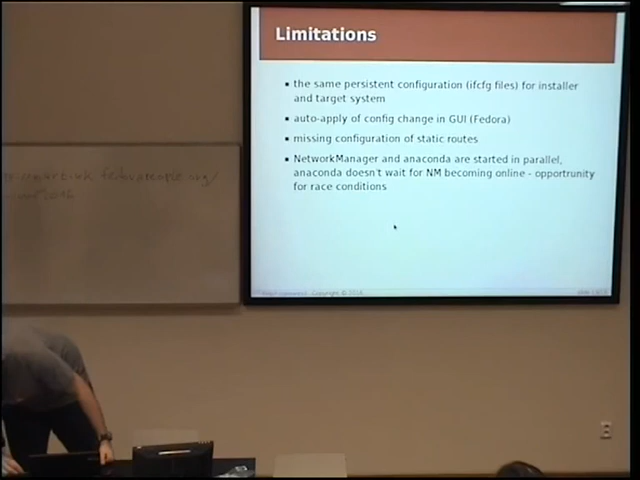 Limitations
the same persistent configuration (ifcfg files) for installer
and target system
auto-apply of config change in GUI (Fedora)
missing configuration of static routes
NetworkManager and anaconda are started in parallel,
anaconda doesn't wait for NM becoming online - opportunity
for race conditions